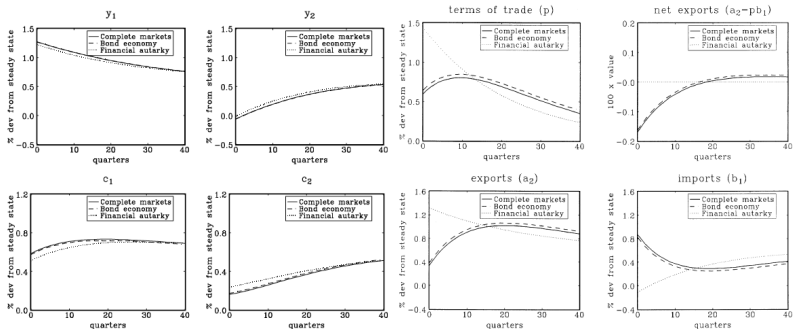 y₁
Complete markets
Bond economy
Financial autarky
% dev from steady state
1.5
1.0
0.5
0.0
-0.5
0 10 20 30 40
quarters
y₂
Complete markets
Bond economy
Financial autarky
% dev from steady state
1.5
1.0
0.5
0.0
-0.5
0 10 20 30 40
quarters
terms of trade (p)
Complete markets
Bond economy
Financial autarky
% dev from steady state
1.5
1.0
0.5
0.0
0 10 20 30 40
quarters
net exports (a₂-pb₁)
Complete markets
Bond economy
Financial autarky
100 x value
-0.0
-0.1
-0.2
0 10 20 30 40
quarters
c₁
Complete markets
Bond economy
Financial autarky
% dev from steady state
1.2
0.8
0.4
0.0
0 10 20 30 40
quarters
c₂
Complete markets
Bond economy
Financial autarky
% dev from steady state
1.2
0.8
0.4
0.0
0 10 20 30 40
quarters
exports (a₂)
Complete markets
Bond economy
Financial autarky
% dev from steady state
1.6
1.2
0.8
0.4
0.0
-0.4
0 10 20 30 40
quarters
imports (b₁)
Complete markets
Bond economy
Financial autarky
% dev from steady state
1.6
1.2
0.8
0.4
0.0
-0.4
0 10 20 30 40
quarters